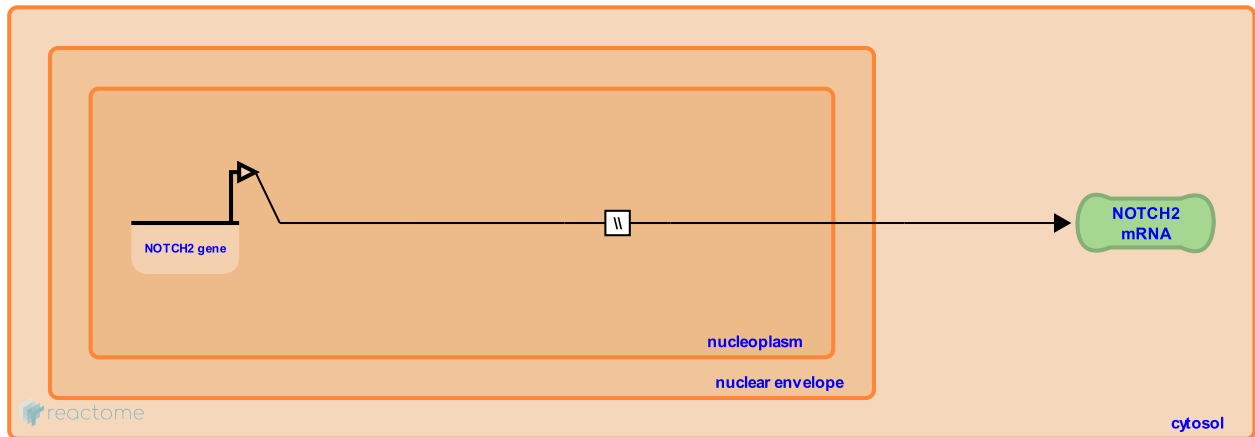 NOTCH2 gene
\\
NOTCH2
mRNA
nucleoplasm
nuclear envelope
reactome
cytosol